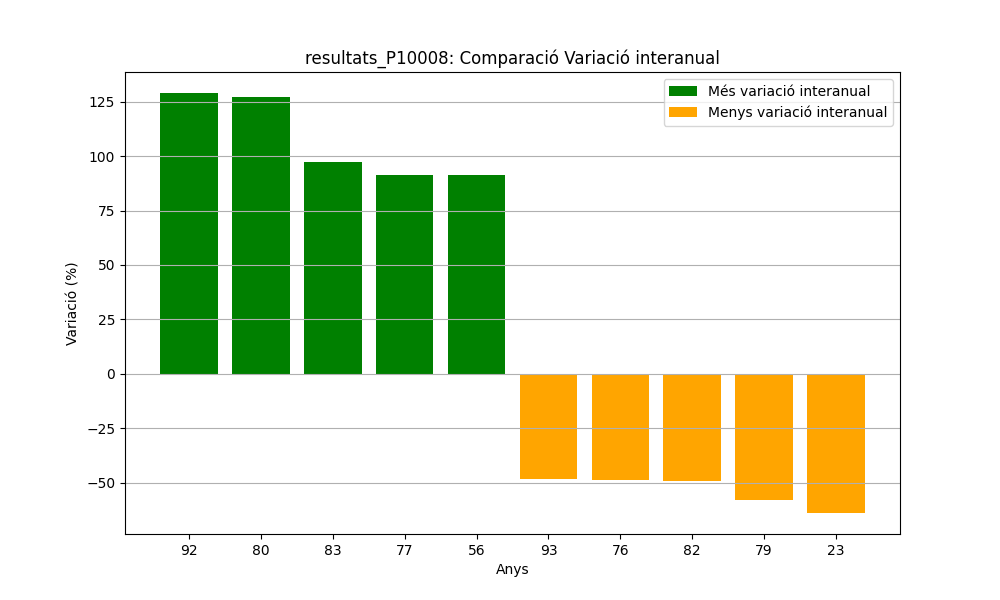 resultats_P10008: Comparació Variació interanual
Més variació interanual
Menys variació interanual
Variació (%)
125
100
75
50
25
0
−25
−50
92 80 83 77 56 93 76 82 79 23
Anys